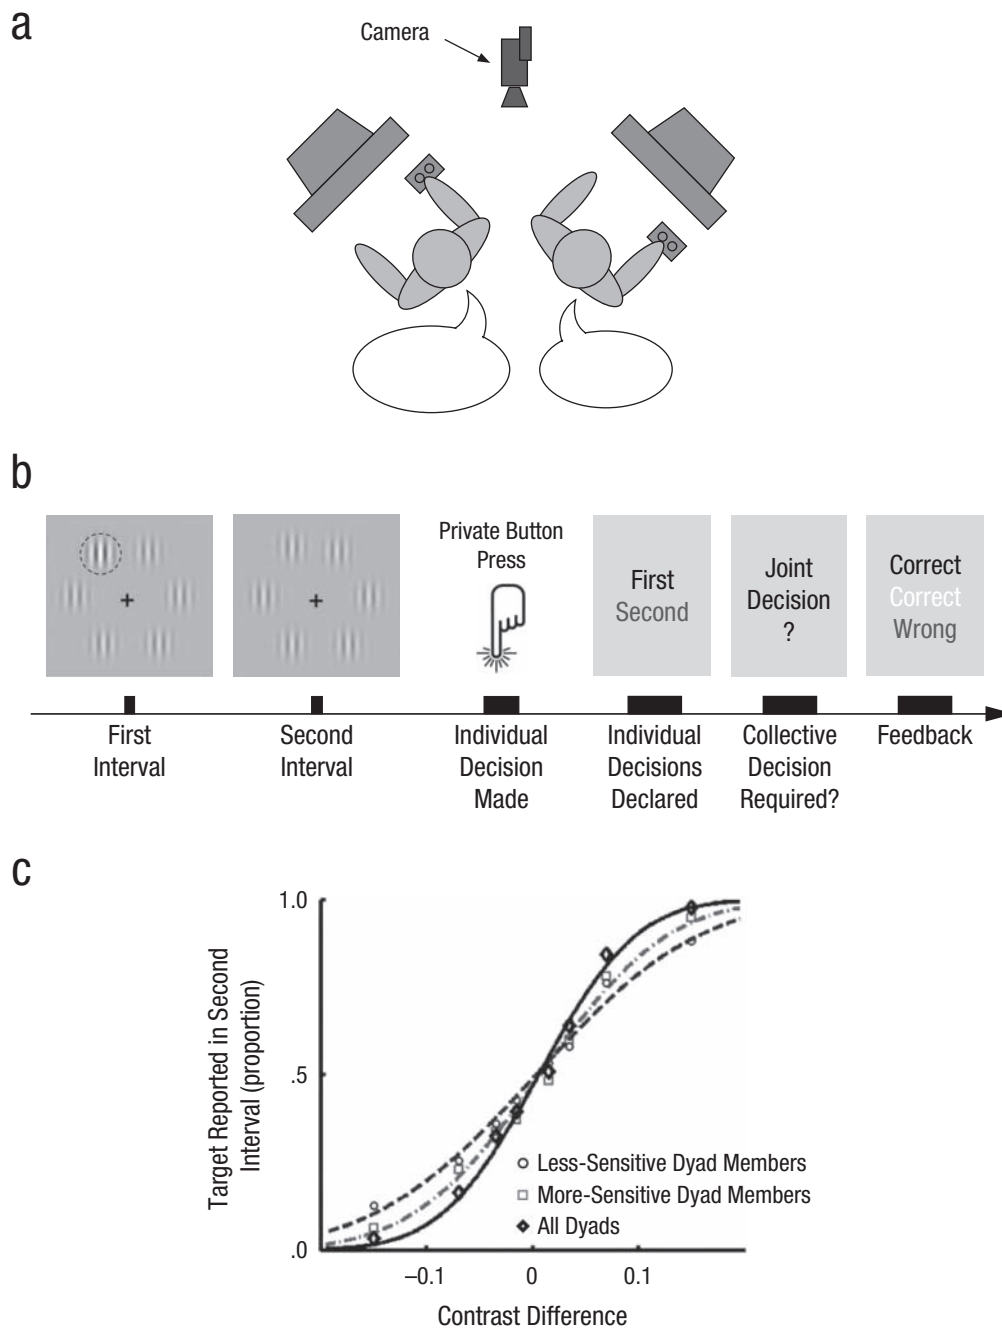 a
Camera
b
Private Button
Press
First
Second
Joint
Decision
?
Correct
Correct
Wrong
First
Interval
Second
Interval
Individual
Decision
Made
Individual
Decisions
Declared
Collective
Decision
Required?
Feedback
c
Target Reported in Second
Interval (proportion)
1.0
.5
.0
Less-Sensitive Dyad Members
More-Sensitive Dyad Members
All Dyads
–0.1
0
0.1
Contrast Difference